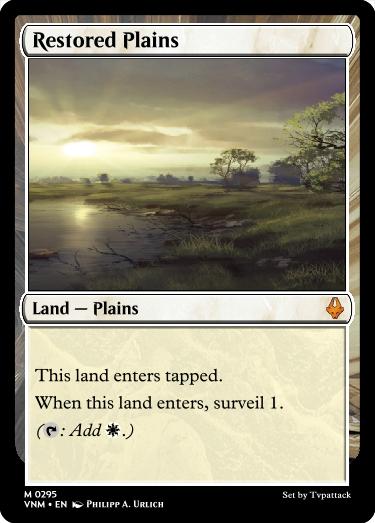 Restored Plains
Land — Plains
This land enters tapped.
When this land enters, surveil 1.
(: Add .)
M 0295
VNM • EN Philipp A. Urlich
Set by Tvpattack